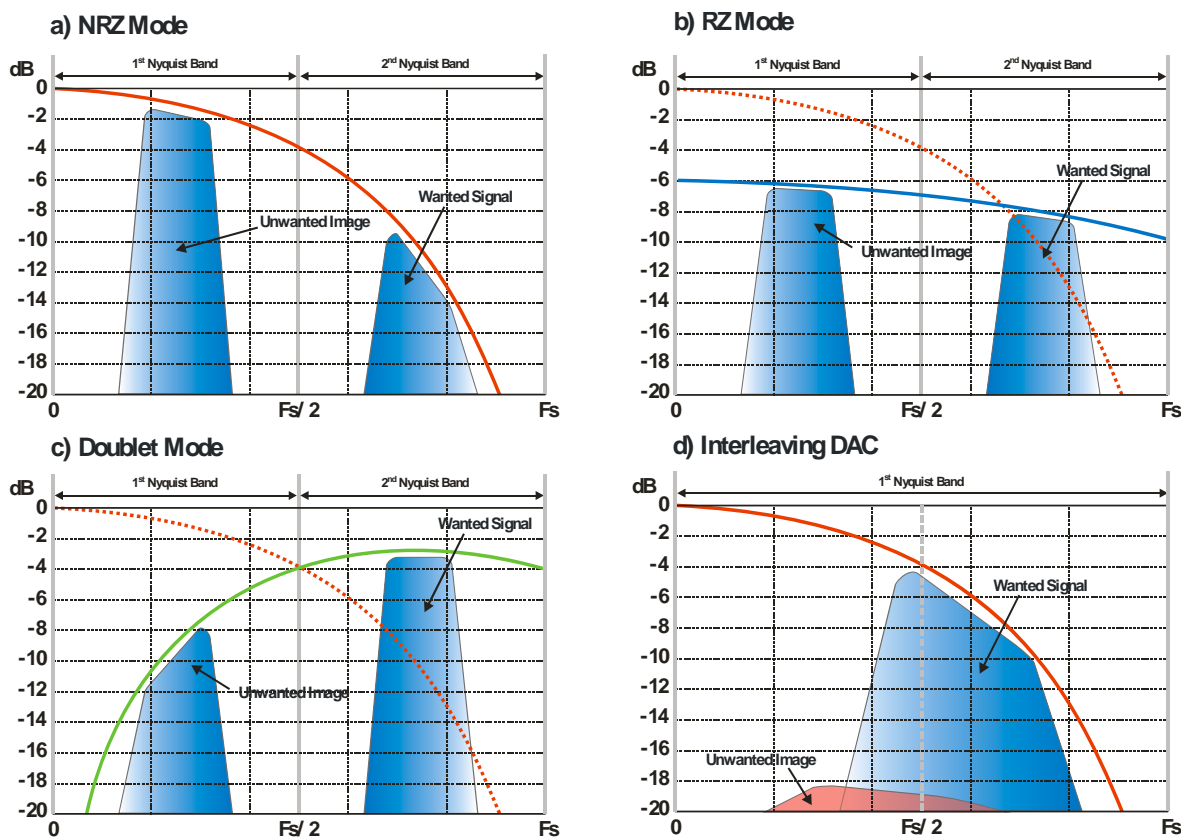 a) NRZ Mode
dB
1st Nyquist Band
2nd Nyquist Band
0
-2
-4
-6
-8
-10
-12
-14
-16
-18
-20
Wanted Signal
Unwanted Image
0
Fs/ 2
Fs
b) RZ Mode
dB
1st Nyquist Band
2nd Nyquist Band
0
-2
-4
-6
-8
-10
-12
-14
-16
-18
-20
Wanted Signal
Unwanted Image
0
Fs/ 2
Fs
c) Doublet Mode
dB
1st Nyquist Band
2nd Nyquist Band
0
-2
-4
-6
-8
-10
-12
-14
-16
-18
-20
Wanted Signal
Unwanted Image
0
Fs/ 2
Fs
d) Interleaving DAC
dB
1st Nyquist Band
0
-2
-4
-6
-8
-10
-12
-14
-16
-18
-20
Wanted Signal
Unwanted Image
0
Fs/ 2
Fs